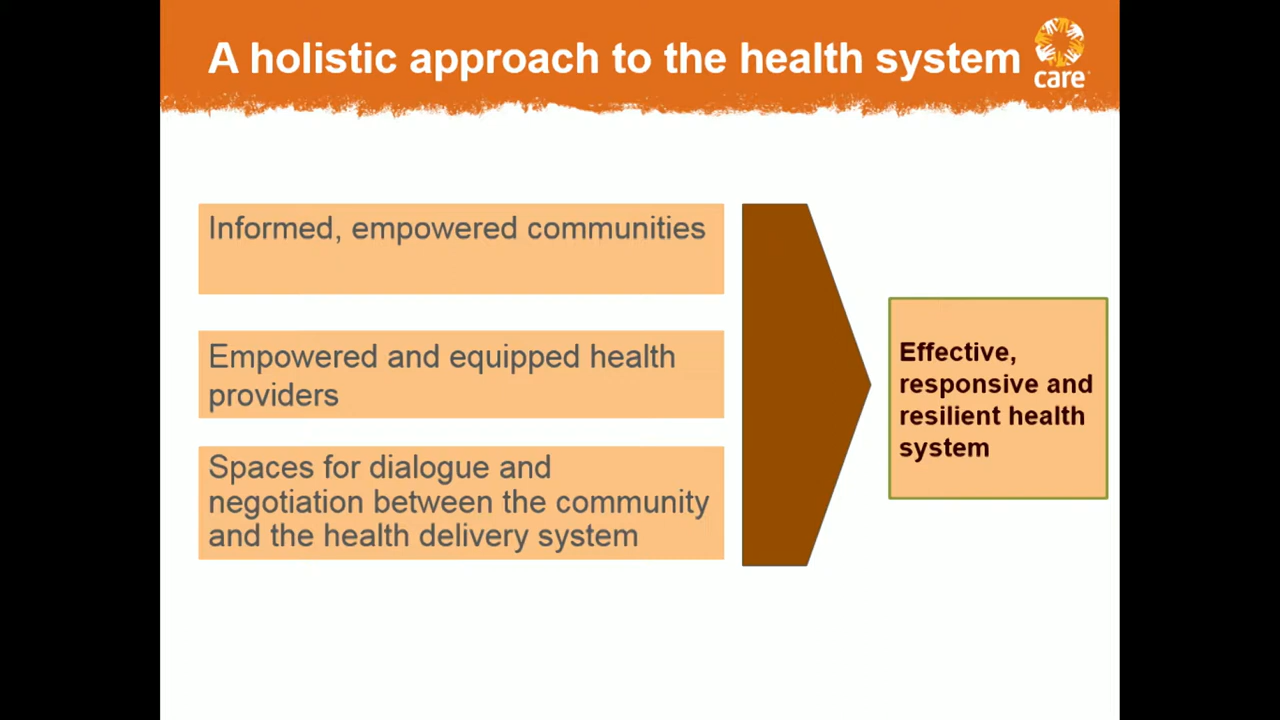 A holistic approach to the health system
care
Informed, empowered communities
Empowered and equipped health
providers
Spaces for dialogue and
negotiation between the community
and the health delivery system
Effective,
responsive and
resilient health
system